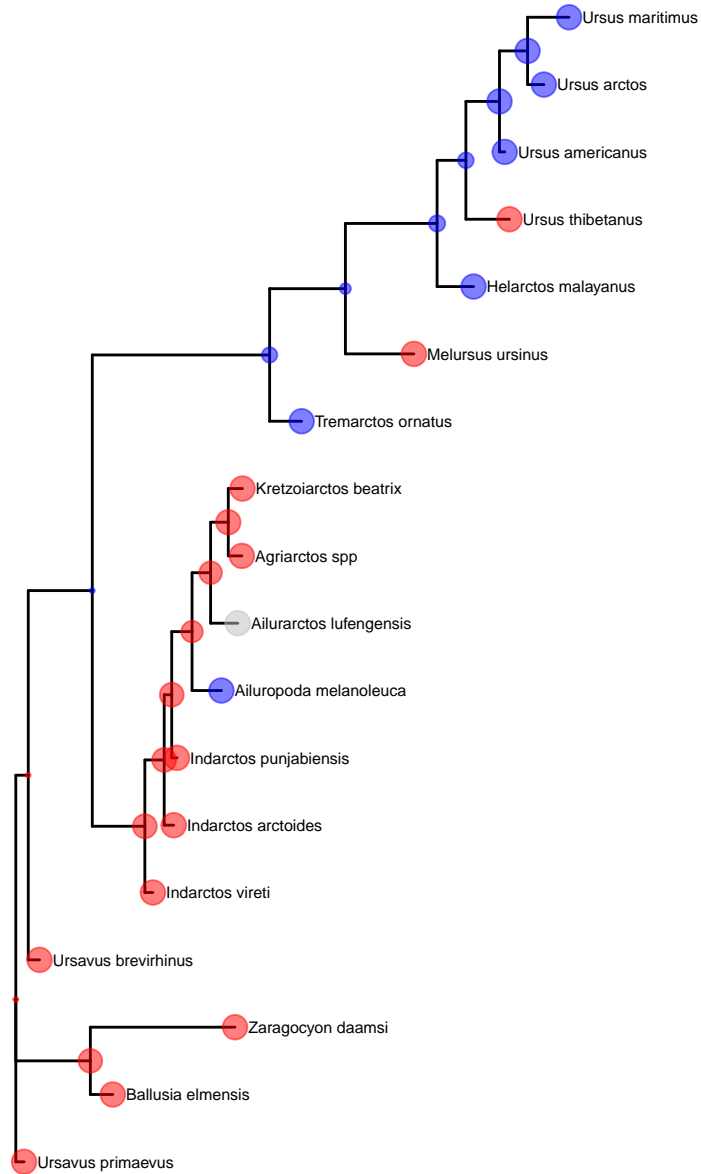 Ursus maritimus
Ursus arctos
Ursus americanus
Ursus thibetanus
Helarctos malayanus
Melursus ursinus
Tremarctos ornatus
Kretzoiarctos beatrix
Agriarctos spp
Ailurarctos lufengensis
Ailuropoda melanoleuca
Indarctos punjabiensis
Indarctos arctoides
Indarctos vireti
Ursavus brevirhinus
Zaragocyon daamsi
Ballusia elmensis
Ursavus primaevus